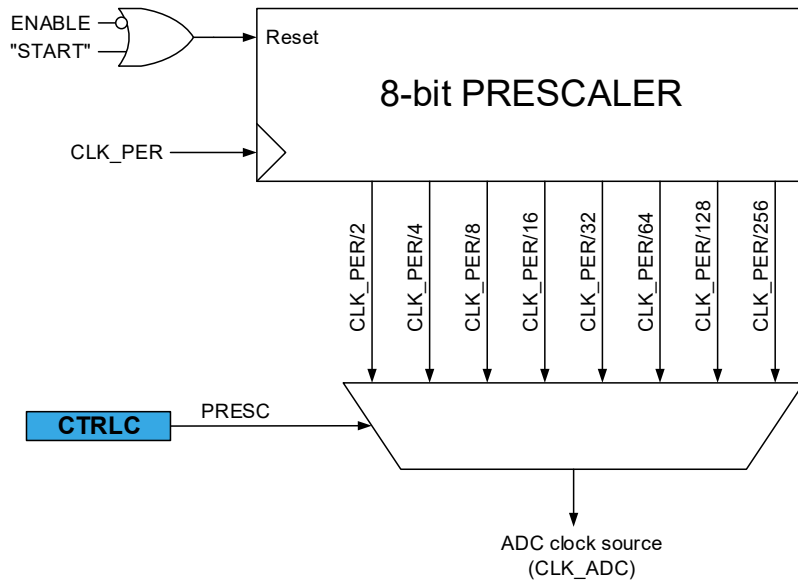 ENABLE
"START"
Reset
8-bit PRESCALER
CLK_PER
CLK_PER/2
CLK_PER/4
CLK_PER/8
CLK_PER/16
CLK_PER/32
CLK_PER/64
CLK_PER/128
CLK_PER/256
CTRLC
PRESC
ADC clock source
(CLK_ADC)